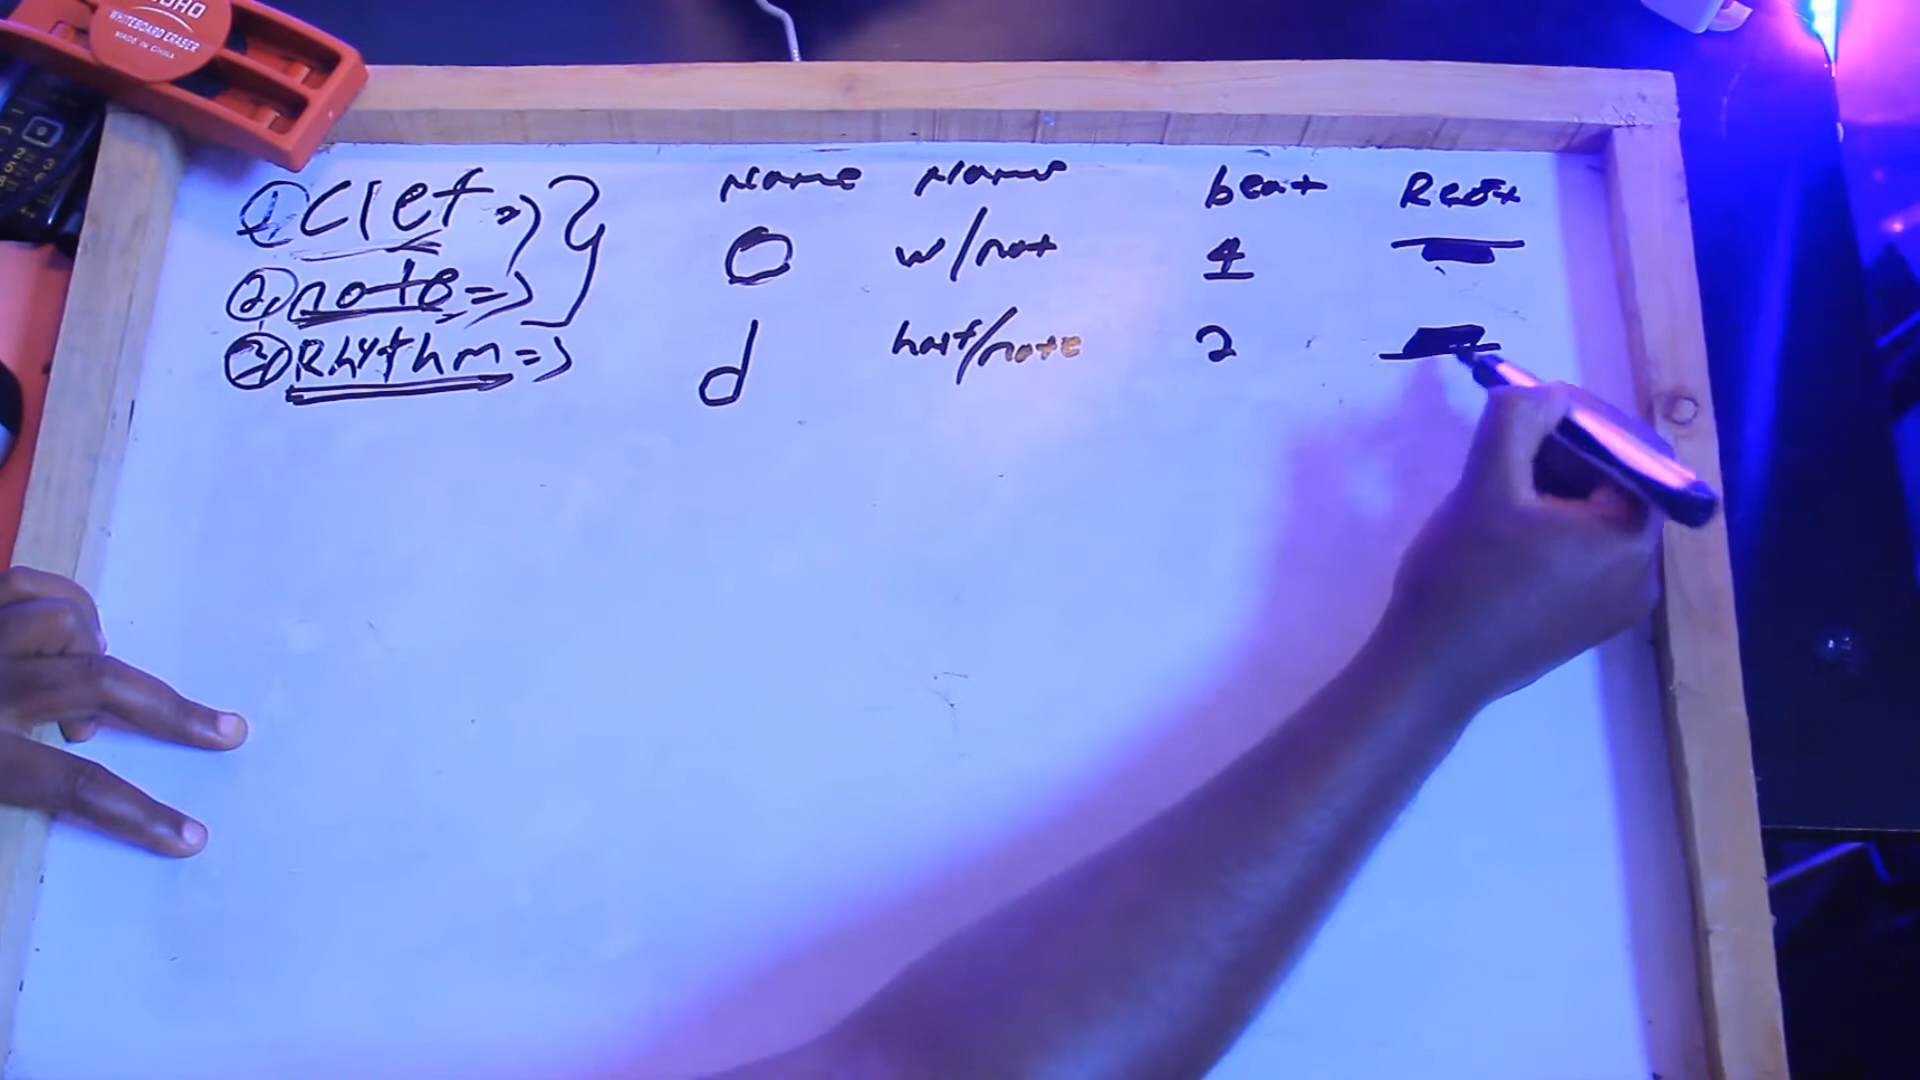 WHITEBOARD ERASER
MADE IN CHINA
① Clef =>
② note =>
③ Rhythm =>
Name Name beat Rest
w/not 4
half/note 2